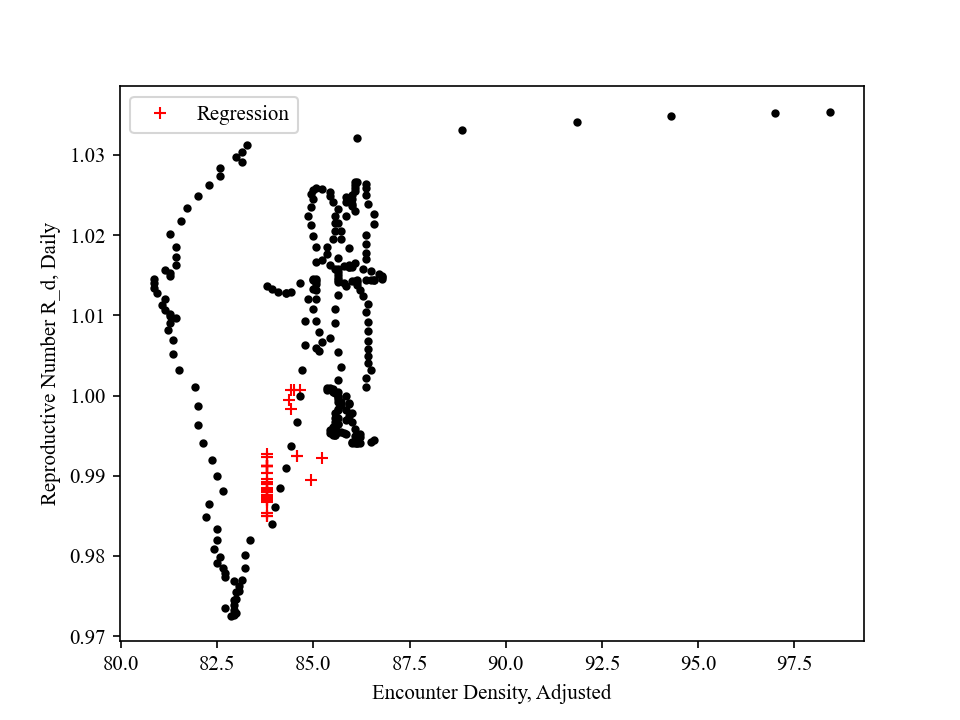 Regression
1.03
1.02
1.01
1.00
0.99
0.98
0.97
80.0 82.5 85.0 87.5 90.0 92.5 95.0 97.5
Encounter Density, Adjusted
Reproductive Number R_d, Daily